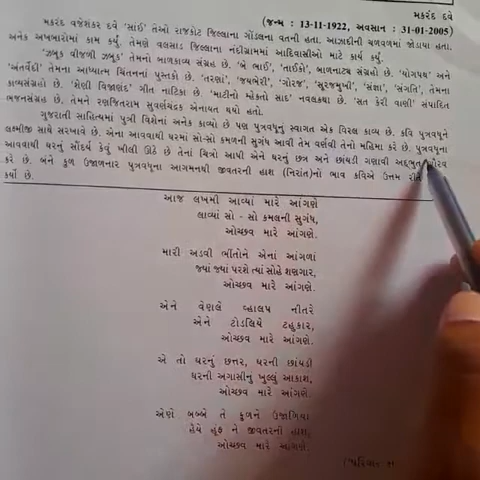 મકરંદ દવે
(જન્મ : 13-11-1922, અવસાન : 31-01-2005)
મકરંદ વજેશંકર દવે ‘સાંઈ’ તેઓ રાજકોટ જિલ્લાના ગોંડલના વતની હતા. આઝાદીની ચળવળમાં જોડાયા હતા.
અનેક અખબારોમાં કામ કર્યું. તેમણે વલસાડ જિલ્લાના નંદીગ્રામમાં આદિવાસીઓ માટે કાર્ય કર્યું.
‘ઝબૂક વીજળી ઝબૂક’ તેમનો બાળકાવ્ય સંગ્રહ છે. ‘બે ભાઈ’, ‘તાઈકો’, બાળનાટ્ય સંગ્રહો છે. ‘યોગપથ’ અને
‘અંતર્વેદી’ તેમના આધ્યાત્મ ચિંતનનાં પુસ્તકો છે. ‘તરણાં’, ‘જયભેરી’, ‘ગોરજ’, ‘સૂરજમુખી’, ‘સંજ્ઞા’, ‘સંગતિ’, તેમના
કાવ્યસંગ્રહો છે. ‘શેણી વિજાણંદ’ ગીત નાટિકા છે. ‘માટીનો મ્હેકતો સાદ’ નવલકથા છે. ‘સત કેરી વાણી’ સંપાદિત
ભજનસંગ્રહ છે. તેમને રણજિતરામ સુવર્ણચંદ્રક એનાયત થયો હતો.
ગુજરાતી સાહિત્યમાં પુત્રી વિશેનાં અનેક કાવ્યો છે પણ પુત્રવધૂનું સ્વાગત એક વિરલ કાવ્ય છે. કવિ પુત્રવધૂને
લક્ષ્મીજી સાથે સરખાવે છે. એના આવવાથી ઘરમાં સો-સો કમળની સુગંધ આવી તેમ વર્ણવી તેનો મહિમા કરે છે. પુત્રવધૂના
આવવાથી ઘરનું સૌંદર્ય કેવું ખીલી ઊઠે છે તેનાં ચિત્રો આપી એને ઘરનું છત્ર અને છાંયડી ગણાવી અદ્ભુત ગૌરવ
કરે છે. બંને કુળ ઉજાળનાર પુત્રવધૂના આગમનથી જીવતરની હાશ (નિરાંત)નો ભાવ કવિએ ઉત્તમ રીતે
કર્યો છે.
આજ લખમી આવ્યાં મારે આંગણે
લાવ્યાં સો - સો કમલની સુગંધ,
ઓચ્છવ મારે આંગણે.
મારી અડવી ભીંતોને એનાં આંગળાં
જ્યાં જ્યાં પરશે ત્યાં સોહે શણગાર,
ઓચ્છવ મારે આંગણે.
એને વેણલે વ્હાલપ નીતરે
એને ટોડલિયે ટહુકાર,
ઓચ્છવ મારે આંગણે.
એ તો ઘરનું છત્તર, ઘરની છાંયડી
ઘરની અગાસીનું ખુલ્લું આકાશ,
ઓચ્છવ મારે આંગણે.
એણે બબ્બે તે કુળને ઉજાળિયાં
હૈયે હૂંફ ને જીવતરની હાશ,
ઓચ્છવ મારે આંગણે.